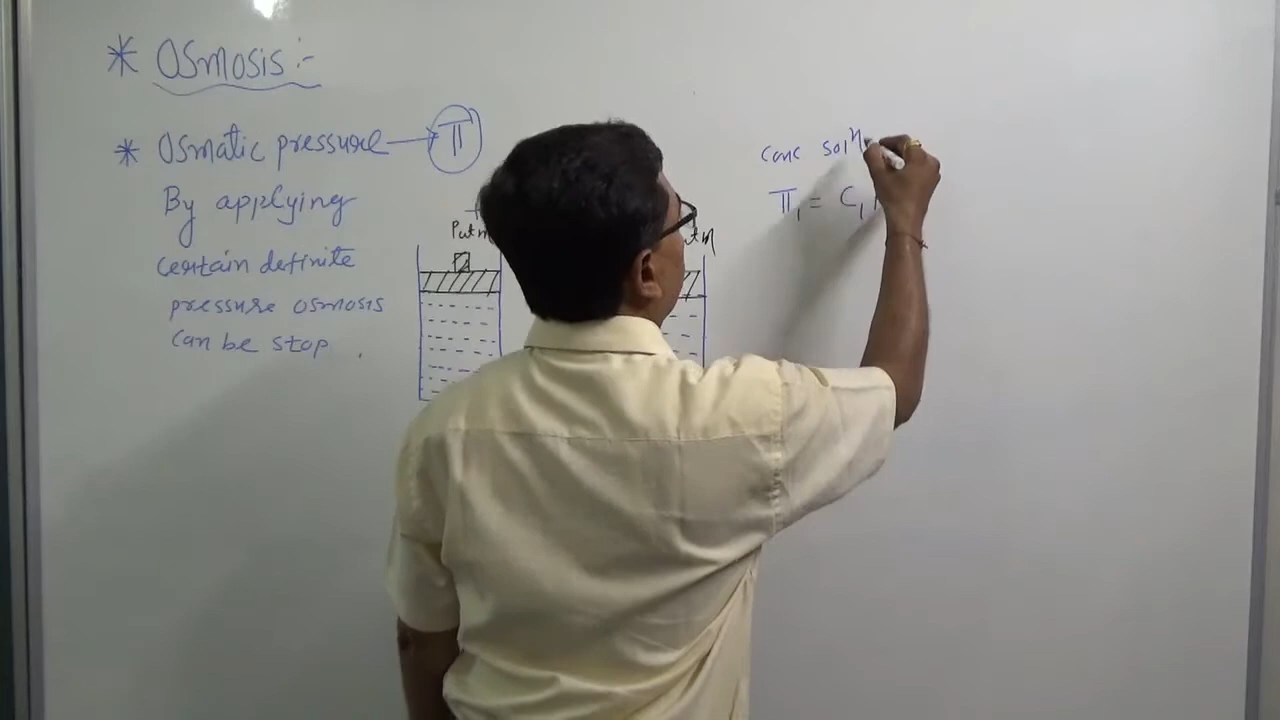 * Osmosis :-
* Osmatic pressure → π
By applying
certain definite
pressure osmosis
can be stop .
conc solⁿ
π₁ = C₁